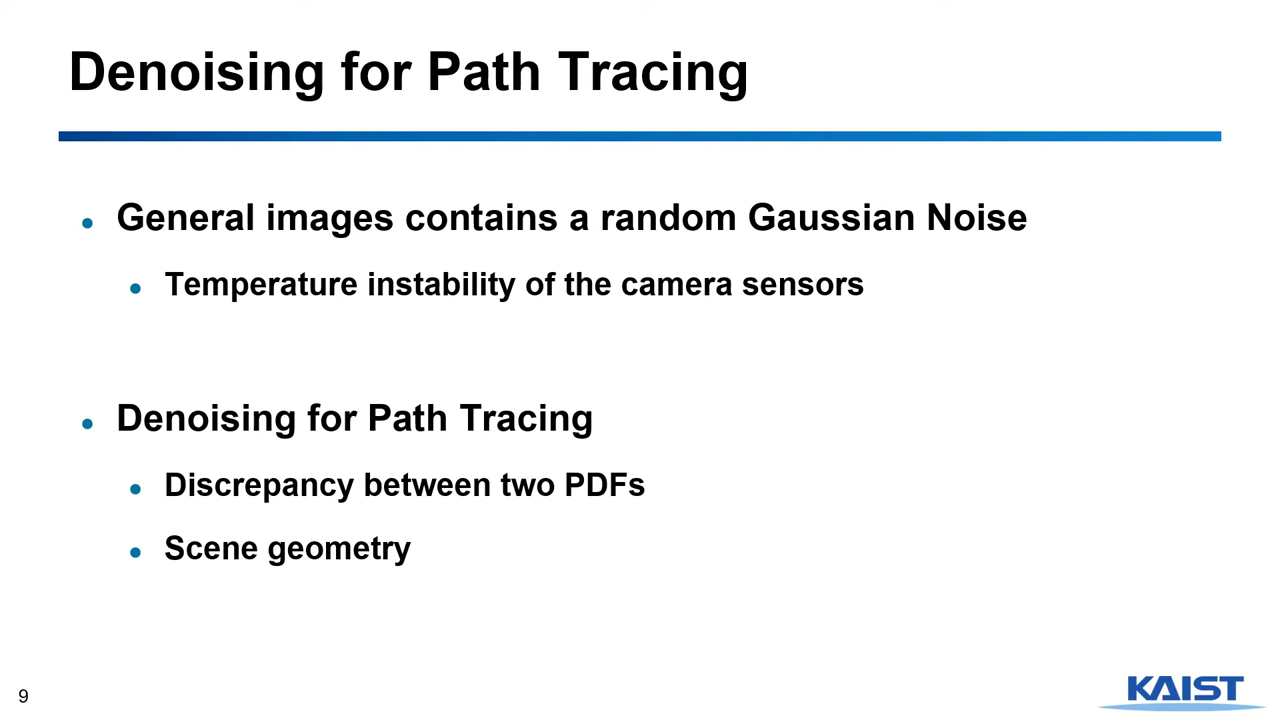 Denoising for Path Tracing
General images contains a random Gaussian Noise
Temperature instability of the camera sensors
Denoising for Path Tracing
Discrepancy between two PDFs
Scene geometry
9
KAIST